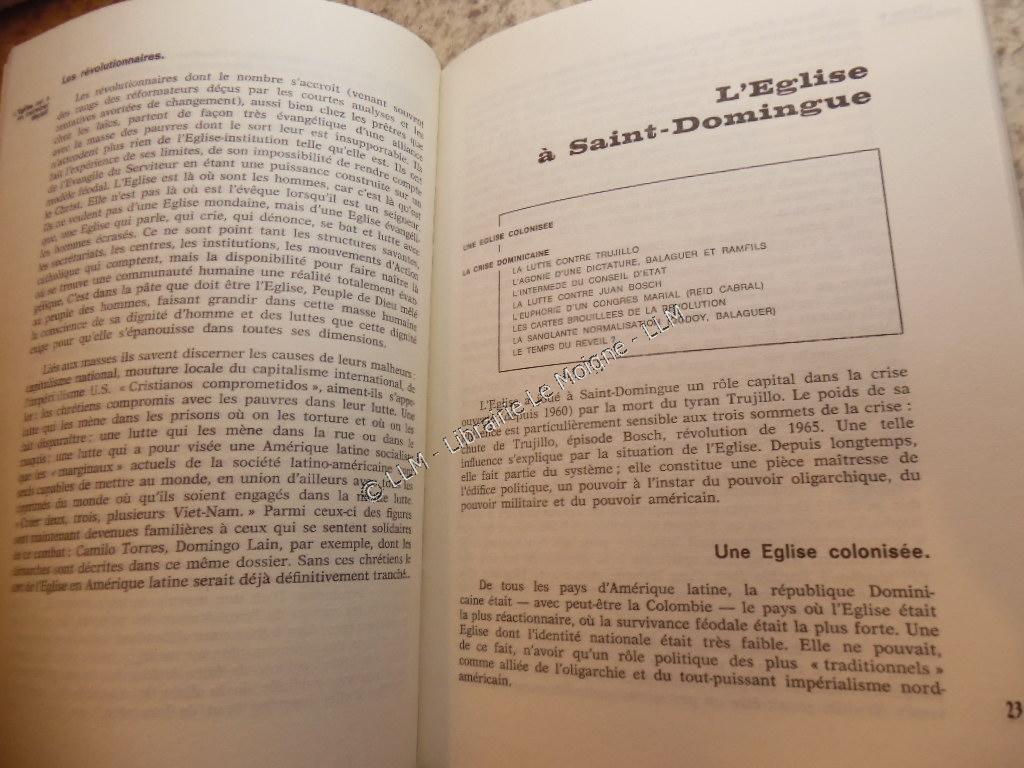 Les révolutionnaires.
Les révolutionnaires dont le nombre s'accroît (venant souvent
des rangs des réformateurs déçus par les courtes analyses et les
tentatives avortées de changement), aussi bien chez les prêtres que
chez les laïcs, partent de façon très évangélique d'une alliance
avec la masse des pauvres dont le sort leur est insupportable. Ils
n'attendent plus rien de l'Eglise-institution telle qu'elle est. Ils ont
fait l'expérience de ses limites, de son impossibilité de rendre compte
de l'Evangile du Serviteur en étant une puissance construite sur un
modèle féodal. L'Eglise est là où sont les hommes, car c'est là qu'est
le Christ. Elle n'est pas là où est l'évêque lorsqu'il est un seigneur.
Ils ne veulent pas d'une Eglise mondaine, mais d'une Eglise évangéli-
que, une Eglise qui parle, qui crie, qui dénonce, se bat et lutte avec
les hommes écrasés. Ce ne sont point tant les structures savantes,
les secrétariats, les centres, les institutions, les mouvements d'Action
catholique qui comptent, mais la disponibilité pour faire naître là
où se trouve une communauté humaine une réalité totalement évan-
gélique. C'est dans la pâte que doit être l'Eglise, Peuple de Dieu mêlé
au peuple des hommes, faisant grandir dans cette masse humaine
la conscience de sa dignité d'homme et des luttes que cette dignité
exige pour qu'elle s'épanouisse dans toutes ses dimensions.
Liés aux masses ils savent discerner les causes de leurs malheurs :
capitalisme national, mouture locale du capitalisme international, de
l'impérialisme U.S. « Cristianos comprometidos », aiment-ils s'appe-
ler : les chrétiens compromis avec les pauvres dans leur lutte. Une
lutte qui les mène dans les prisons où on les torture et où on les
fait disparaître ; une lutte qui les mène dans la rue ou dans le
maquis ; une lutte qui a pour visée une Amérique latine socialiste
que les « marginaux » actuels de la société latino-américaine
seuls capables de mettre au monde, en union d'ailleurs avec tous les
du monde où qu'ils soient engagés dans la même lutte.
« Créer deux, trois, plusieurs Viet-Nam. » Parmi ceux-ci des figures
sont maintenant devenues familières à ceux qui se sentent solidaires
de ce combat : Camilo Torres, Domingo Lain, par exemple, dont les
démarches sont décrites dans ce même dossier. Sans ces chrétiens le
sort de l'Eglise en Amérique latine serait déjà définitivement tranché.
L'Eglise
à Saint-Domingue
UNE EGLISE COLONISEE
LA CRISE DOMINICAINE
LA LUTTE CONTRE TRUJILLO
L'AGONIE D'UNE DICTATURE, BALAGUER ET RAMFILS
L'INTERMEDE DU CONSEIL D'ETAT
LA LUTTE CONTRE JUAN BOSCH
L'EUPHORIE D'UN CONGRES MARIAL (REID CABRAL)
LES CARTES BROUILLEES DE LA REVOLUTION
LA SANGLANTE NORMALISATION (GODOY, BALAGUER)
LE TEMPS DU REVEIL ?
L'Eglise a joué à Saint-Domingue un rôle capital dans la crise
ouverte (depuis 1960) par la mort du tyran Trujillo. Le poids de sa
présence est particulièrement sensible aux trois sommets de la crise :
chute de Trujillo, épisode Bosch, révolution de 1965. Une telle
influence s'explique par la situation de l'Eglise. Depuis longtemps,
elle fait partie du système ; elle constitue une pièce maîtresse de
l'édifice politique, un pouvoir à l'instar du pouvoir oligarchique, du
pouvoir militaire et du pouvoir américain.
Une Eglise colonisée.
De tous les pays d'Amérique latine, la république Domini-
caine était — avec peut-être la Colombie — le pays où l'Eglise était
la plus réactionnaire, où la survivance féodale était la plus forte. Une
Eglise dont l'identité nationale était très faible. Elle ne pouvait,
de ce fait, n'avoir qu'un rôle politique des plus « traditionnels »
comme alliée de l'oligarchie et du tout-puissant impérialisme nord-
américain.
23
© LLM - Librairie Le Moigne - LLM